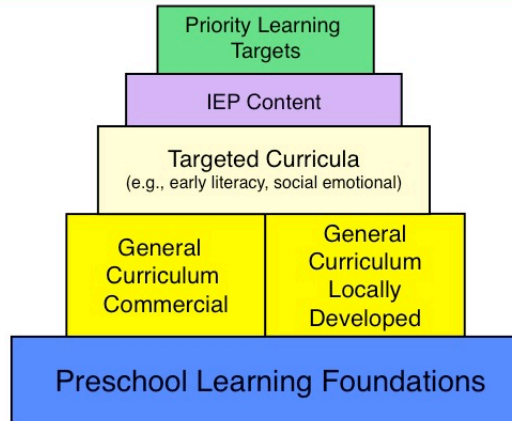 Priority Learning
Targets
IEP Content
Targeted Curricula
(e.g., early literacy, social emotional)
General
Curriculum
Commercial
General
Curriculum
Locally
Developed
Preschool Learning Foundations